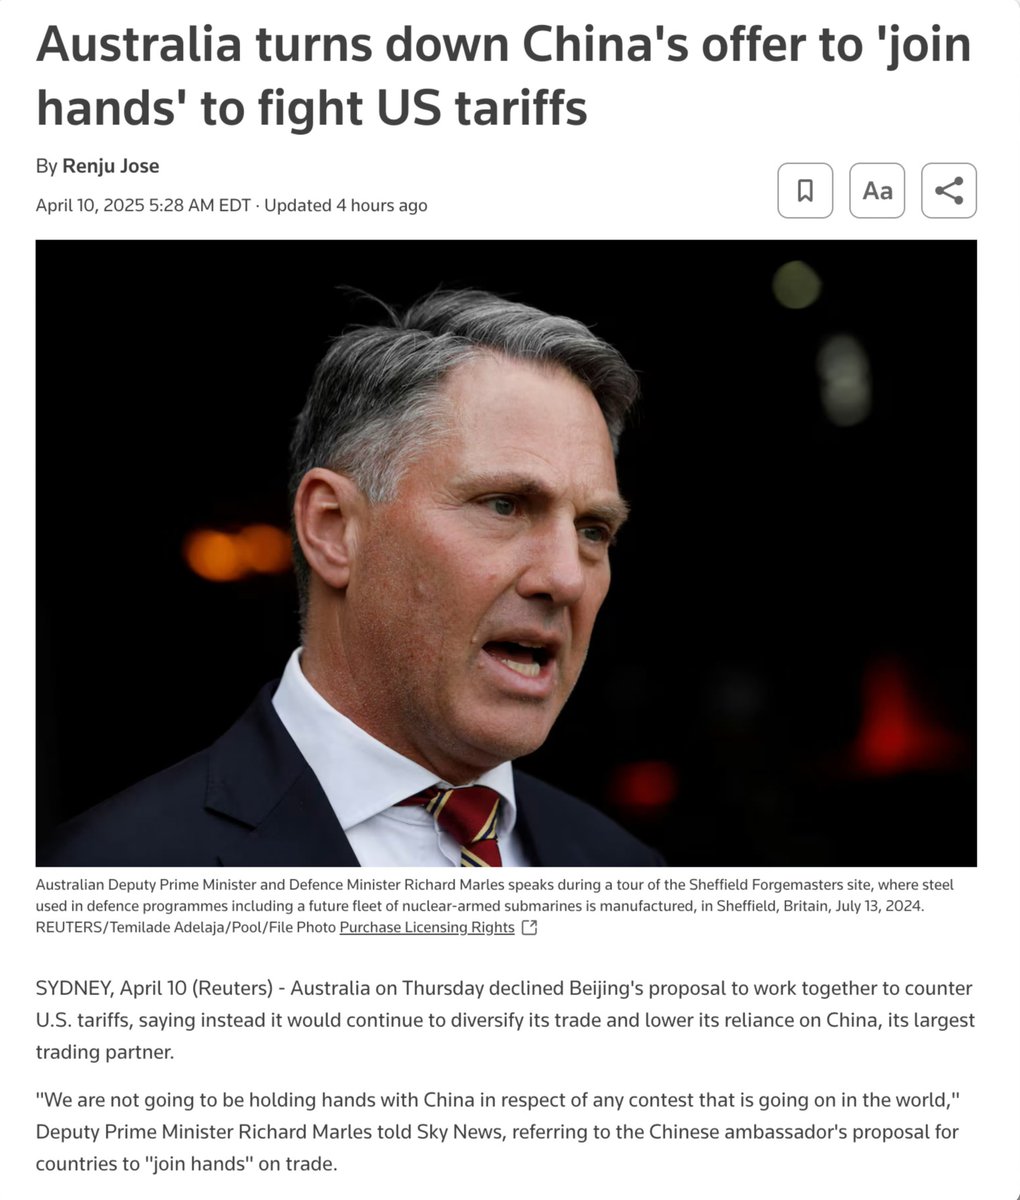 Australia turns down China's offer to 'join
hands' to fight US tariffs
By Renju Jose
April 10, 2025 5:28 AM EDT · Updated 4 hours ago
Aa
Australian Deputy Prime Minister and Defence Minister Richard Marles speaks during a tour of the Sheffield Forgemasters site, where steel
used in defence programmes including a future fleet of nuclear-armed submarines is manufactured, in Sheffield, Britain, July 13, 2024.
REUTERS/Temilade Adelaja/Pool/File Photo Purchase Licensing Rights
SYDNEY, April 10 (Reuters) - Australia on Thursday declined Beijing's proposal to work together to counter
U.S. tariffs, saying instead it would continue to diversify its trade and lower its reliance on China, its largest
trading partner.
"We are not going to be holding hands with China in respect of any contest that is going on in the world,"
Deputy Prime Minister Richard Marles told Sky News, referring to the Chinese ambassador's proposal for
countries to "join hands" on trade.